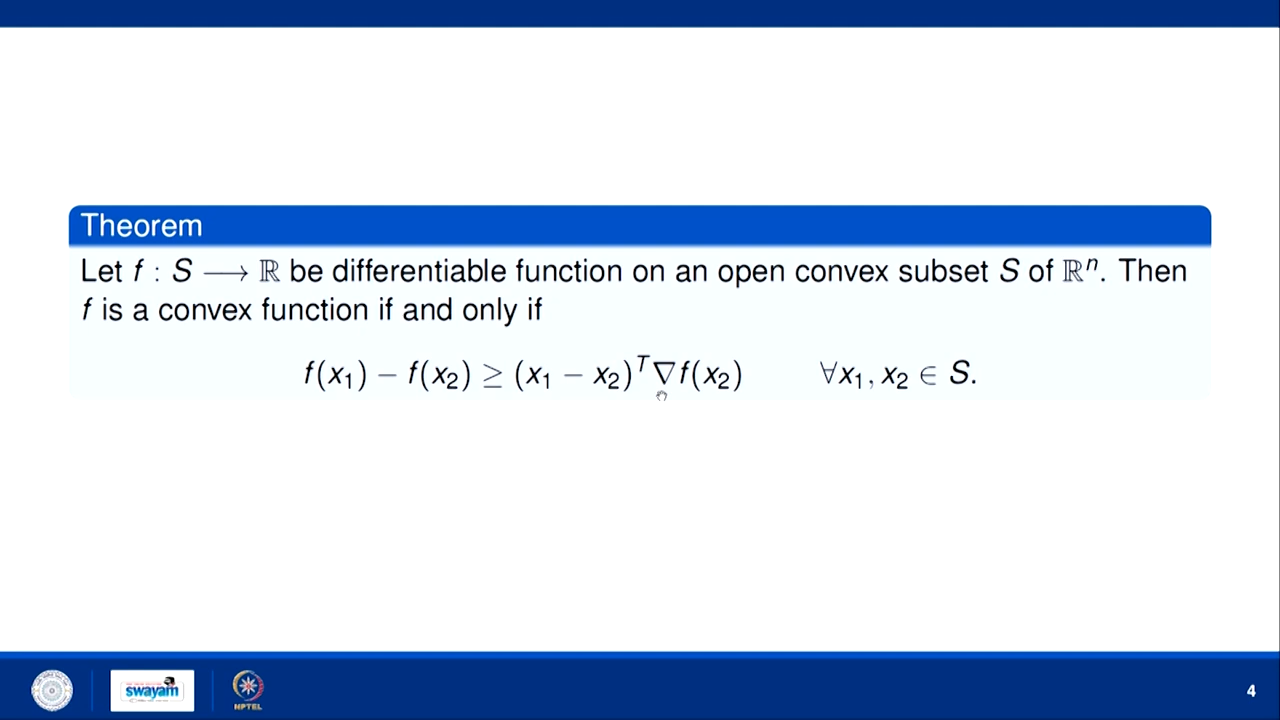 Theorem
Let f : S ⟶ ℝ be differentiable function on an open convex subset S of ℝⁿ. Then
f is a convex function if and only if
f(x₁) − f(x₂) ≥ (x₁ − x₂)ᵀ∇f(x₂) ∀x₁, x₂ ∈ S.
swayam
NPTEL
4